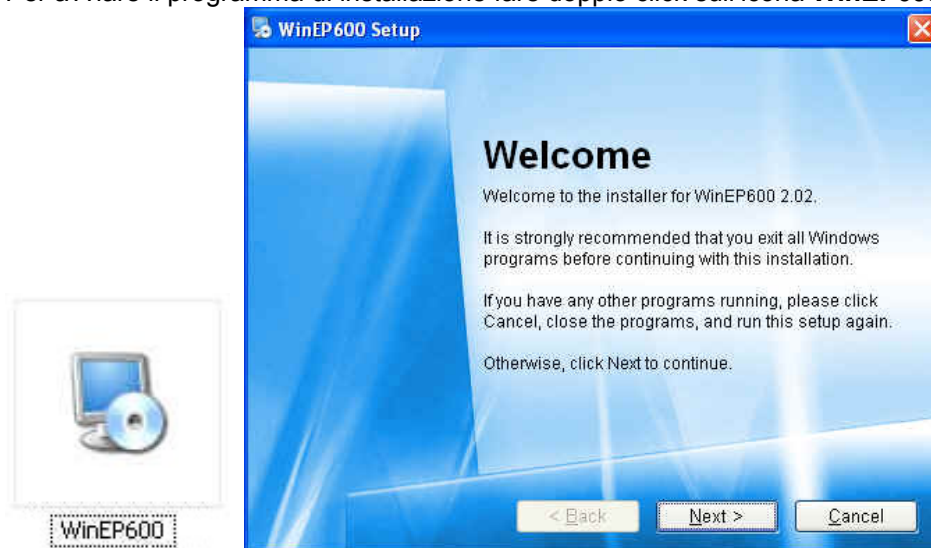 WinEP600 Setup
Welcome
Welcome to the installer for WinEP600 2.02.
It is strongly recommended that you exit all Windows
programs before continuing with this installation.
If you have any other programs running, please click
Cancel, close the programs, and run this setup again.
Otherwise, click Next to continue.
WinEP600
< Back Next > Cancel